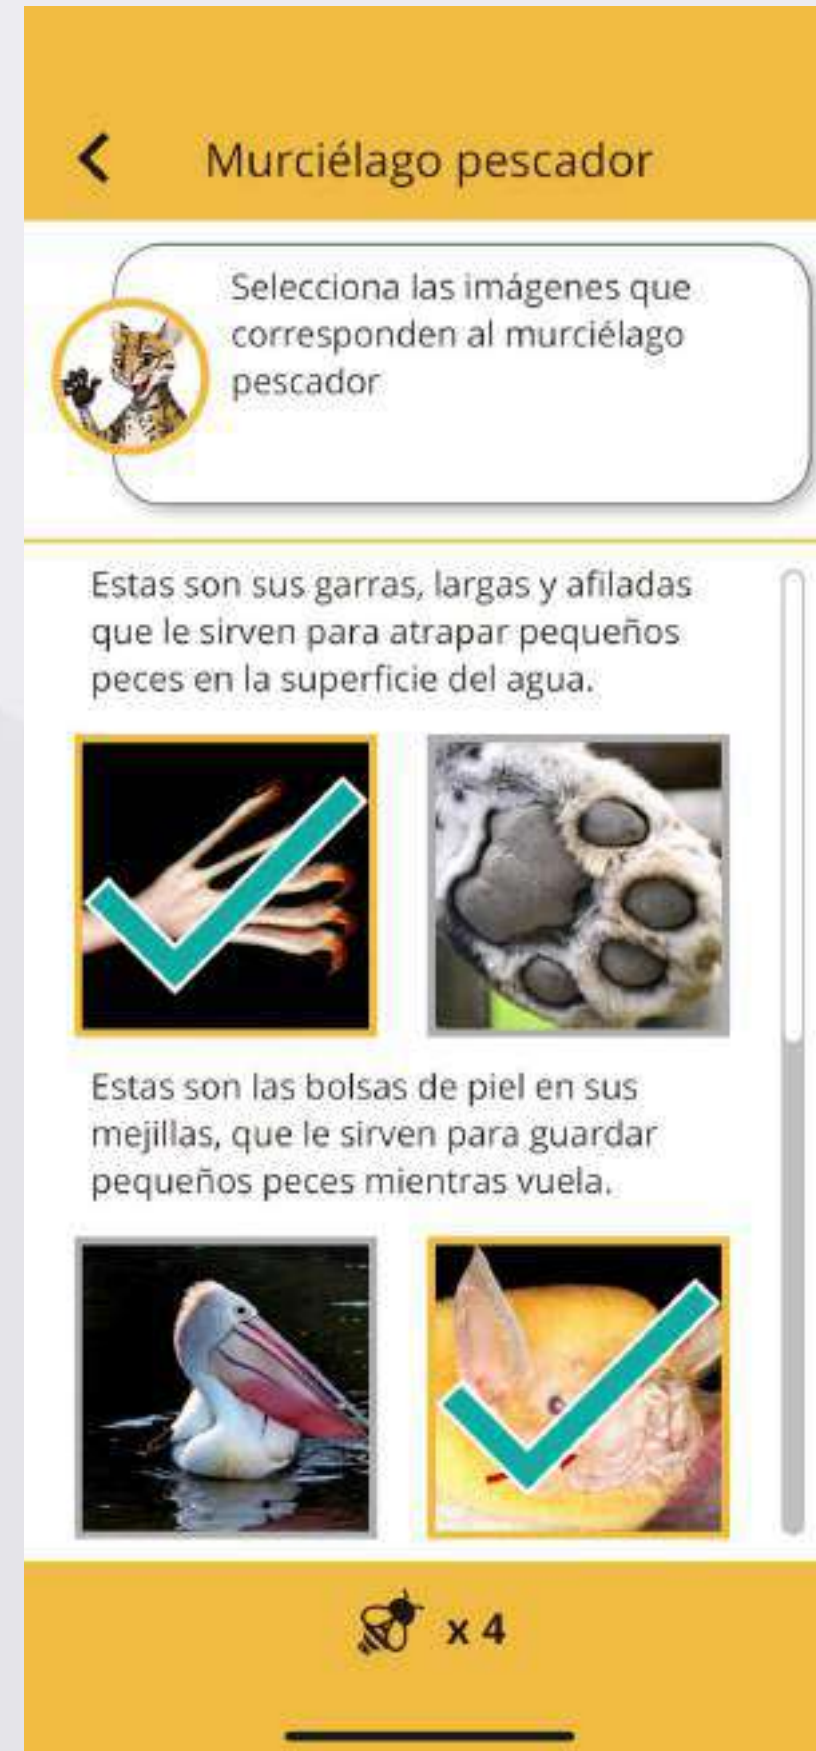 Murciélago pescador
Selecciona las imágenes que
corresponden al murciélago
pescador
Estas son sus garras, largas y afiladas
que le sirven para atrapar pequeños
peces en la superficie del agua.
Estas son las bolsas de piel en sus
mejillas, que le sirven para guardar
pequeños peces mientras vuela.
x 4